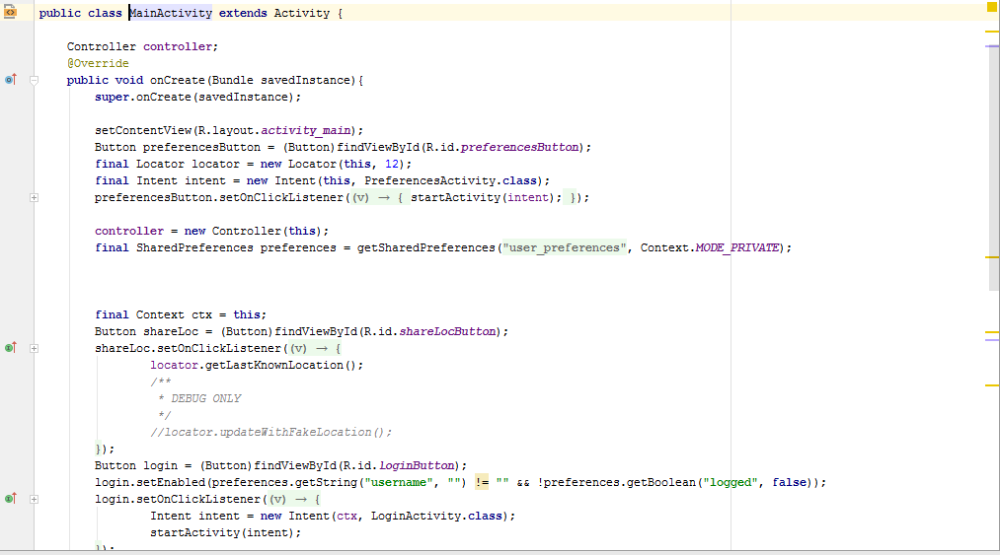 public class MainActivity extends Activity {
Controller controller;
@Override
public void onCreate(Bundle savedInstance){
super.onCreate(savedInstance);
setContentView(R.layout.activity_main);
Button preferencesButton = (Button)findViewById(R.id.preferencesButton);
final Locator locator = new Locator(this, 12);
final Intent intent = new Intent(this, PreferencesActivity.class);
preferencesButton.setOnClickListener((v) → { startActivity(intent); });
controller = new Controller(this);
final SharedPreferences preferences = getSharedPreferences("user_preferences", Context.MODE_PRIVATE);
final Context ctx = this;
Button shareLoc = (Button)findViewById(R.id.shareLocButton);
shareLoc.setOnClickListener((v) → {
locator.getLastKnownLocation();
/**
* DEBUG ONLY
*/
//locator.updateWithFakeLocation();
});
Button login = (Button)findViewById(R.id.loginButton);
login.setEnabled(preferences.getString("username", "") != "" && !preferences.getBoolean("logged", false));
login.setOnClickListener((v) → {
Intent intent = new Intent(ctx, LoginActivity.class);
startActivity(intent);
});